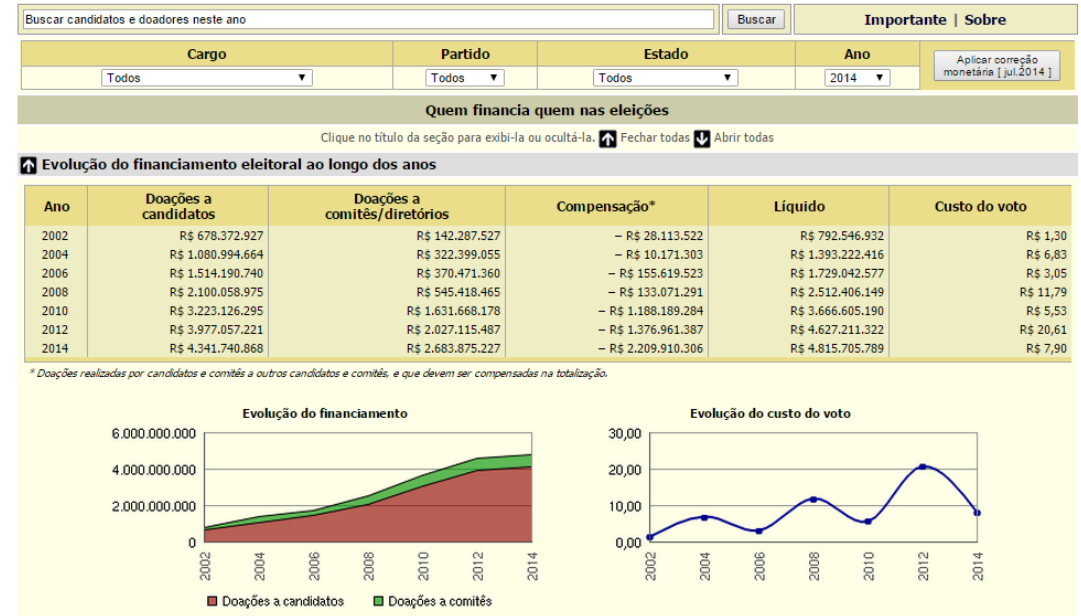 Buscar candidatos e doadores neste ano Buscar Importante | Sobre
Cargo Partido Estado Ano
Todos Todos Todos 2014
Aplicar correção
monetária [ jul.2014 ]
Quem financia quem nas eleições
Clique no título da seção para exibi-la ou ocultá-la. Fechar todas Abrir todas
Evolução do financiamento eleitoral ao longo dos anos
Ano Doações a candidatos Doações a comitês/diretórios Compensação* Líquido Custo do voto
2002 R$ 678.372.927 R$ 142.287.527 – R$ 28.113.522 R$ 792.546.932 R$ 1,30
2004 R$ 1.080.994.664 R$ 322.399.055 – R$ 10.171.303 R$ 1.393.222.416 R$ 6,83
2006 R$ 1.514.190.740 R$ 370.471.360 – R$ 155.619.523 R$ 1.729.042.577 R$ 3,05
2008 R$ 2.100.058.975 R$ 545.418.465 – R$ 133.071.291 R$ 2.512.406.149 R$ 11,79
2010 R$ 3.223.126.295 R$ 1.631.668.178 – R$ 1.188.189.284 R$ 3.666.605.190 R$ 5,53
2012 R$ 3.977.057.221 R$ 2.027.115.487 – R$ 1.376.961.387 R$ 4.627.211.322 R$ 20,61
2014 R$ 4.341.740.868 R$ 2.683.875.227 – R$ 2.209.910.306 R$ 4.815.705.789 R$ 7,90
* Doações realizadas por candidatos e comitês a outros candidatos e comitês, e que devem ser compensadas na totalização.
Evolução do financiamento
6.000.000.000
4.000.000.000
2.000.000.000
0
2002 2004 2006 2008 2010 2012 2014
Doações a candidatos Doações a comitês
Evolução do custo do voto
30,00
20,00
10,00
0,00
2002 2004 2006 2008 2010 2012 2014